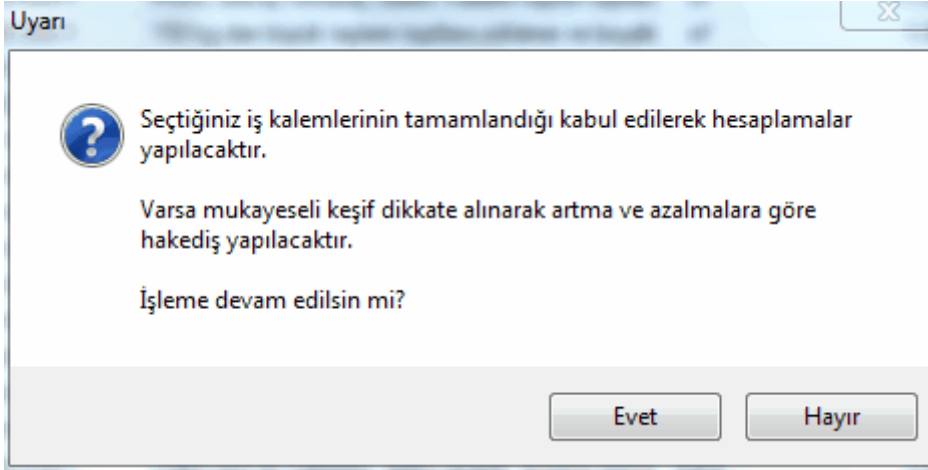 Uyarı
Seçtiğiniz iş kalemlerinin tamamlandığı kabul edilerek hesaplamalar
yapılacaktır.
Varsa mukayeseli keşif dikkate alınarak artma ve azalmalara göre
hakediş yapılacaktır.
İşleme devam edilsin mi?
Evet
Hayır